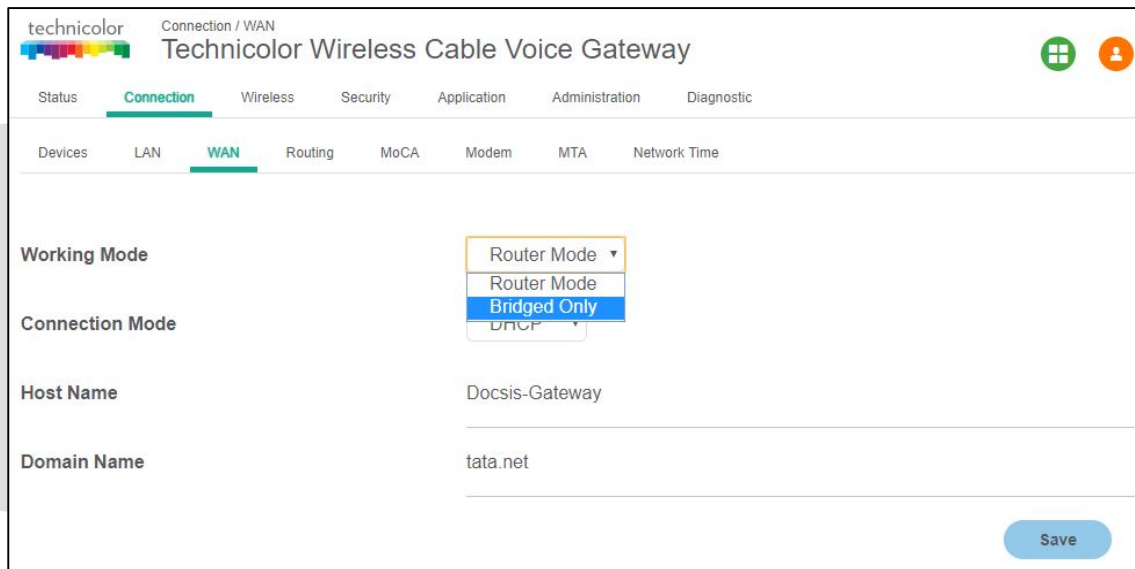 technicolor
Connection / WAN
Technicolor Wireless Cable Voice Gateway
Status Connection Wireless Security Application Administration Diagnostic
Devices LAN WAN Routing MoCA Modem MTA Network Time
Working Mode Router Mode
Router Mode
Bridged Only
Connection Mode DHCP
Host Name Docsis-Gateway
Domain Name tata.net
Save